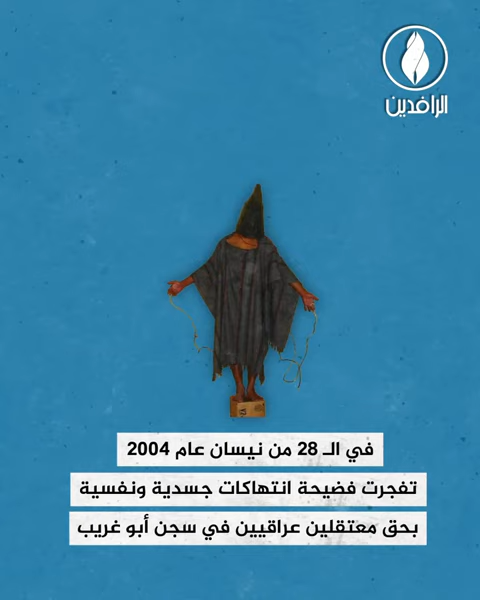 الرافدين
في الـ 28 من نيسان عام 2004
تفجرت فضيحة انتهاكات جسدية ونفسية
بحق معتقلين عراقيين في سجن أبو غريب